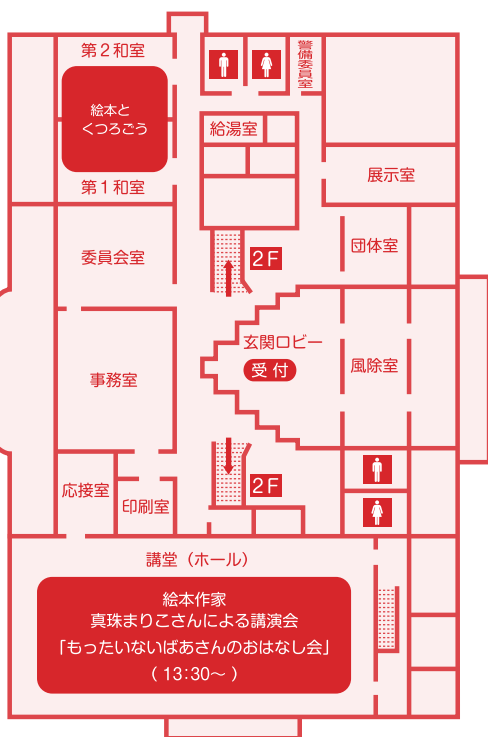 第2和室
警備委員室
絵本と
くつろごう
給湯室
展示室
第1和室
団体室
委員会室
2F
玄関ロビー
受付
風除室
事務室
応接室
印刷室
2F
講堂（ホール）
絵本作家
真珠まりこさんによる講演会
「もったいないばあさんのおはなし会」
（13:30～）